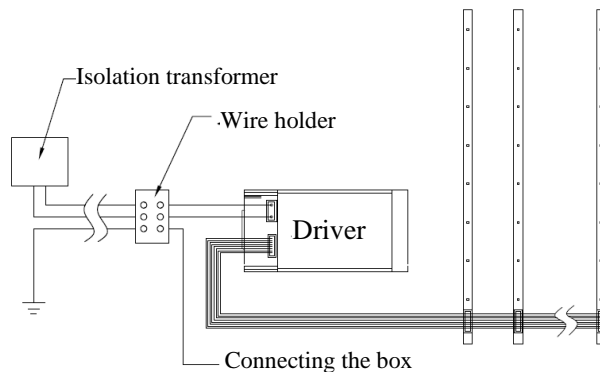 Isolation transformer
Wire holder
Driver
Connecting the box